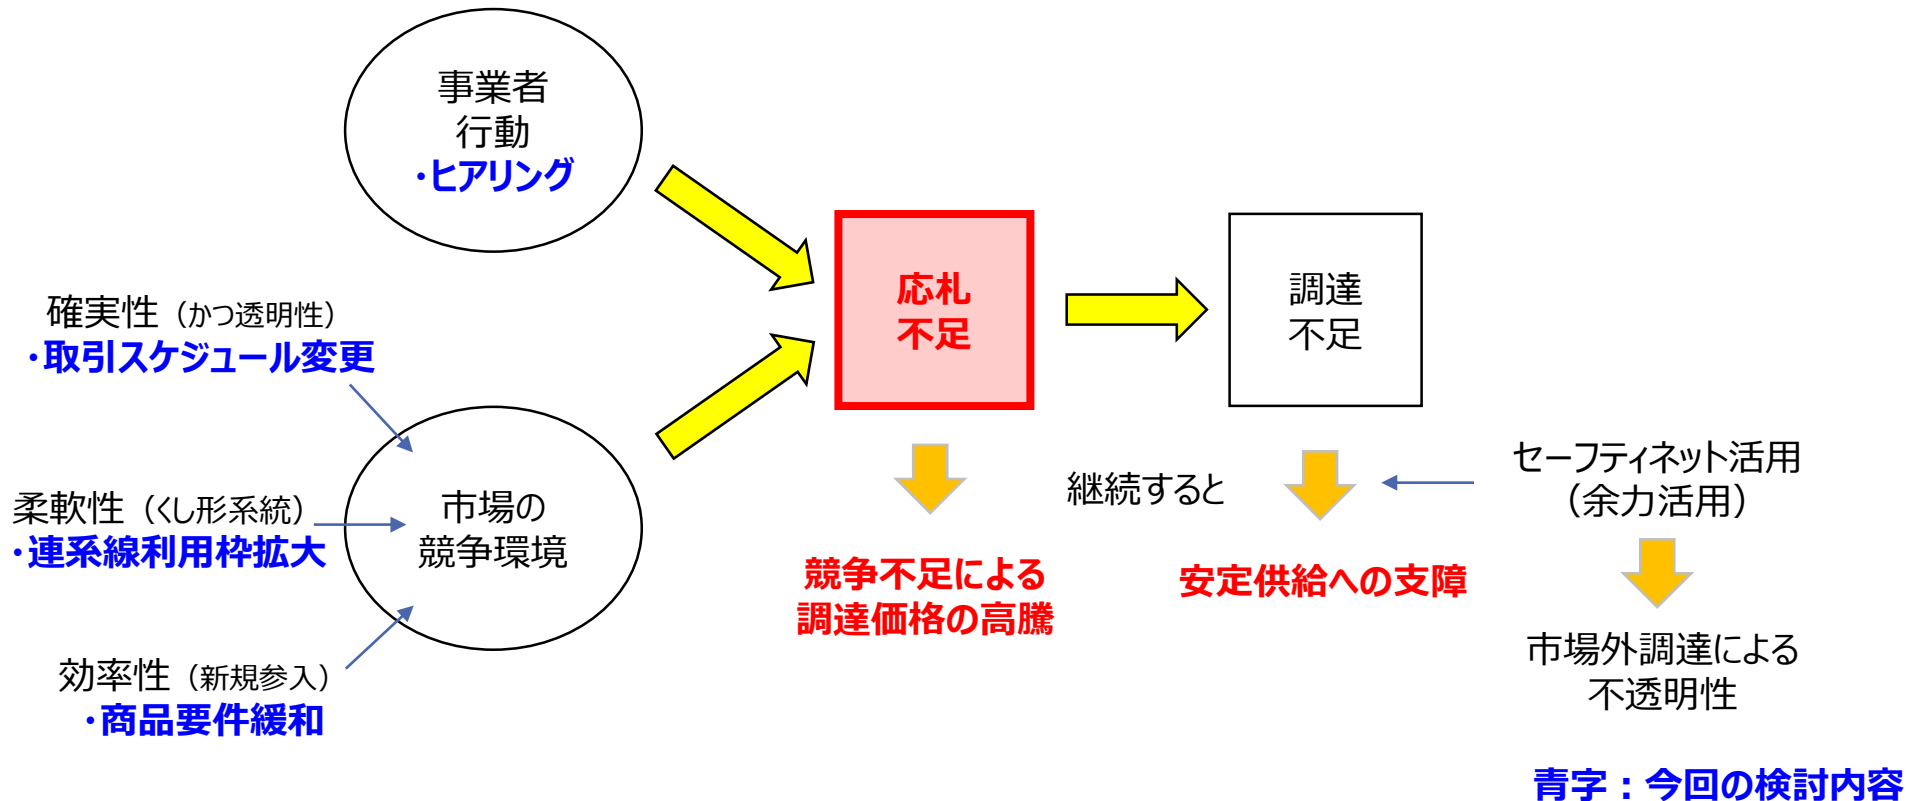 事業者
行動
・ヒアリング
確実性（かつ透明性）
・取引スケジュール変更
柔軟性（くし形系統）
・連系線利用枠拡大
効率性（新規参入）
・商品要件緩和
市場の
競争環境
応札
不足
競争不足による
調達価格の高騰
調達
不足
継続すると
安定供給への支障
セーフティネット活用
（余力活用）
市場外調達による
不透明性
青字：今回の検討内容